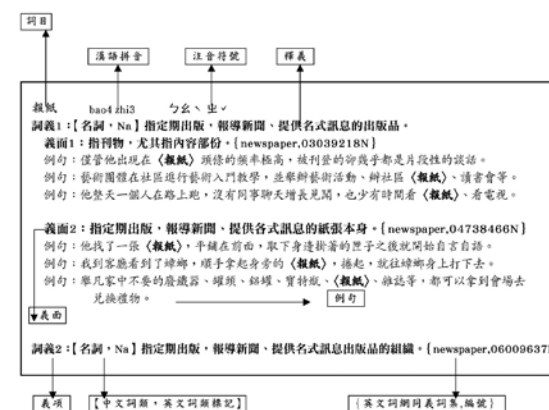 詞目
漢語拼音 注音符號 釋義
報紙 bao4 zhi3 ㄅㄠˋ ㄓˇ
詞義1:【名詞,Na】指定期出版,報導新聞、提供各式訊息的出版品。
義面1:指刊物,尤其指內容部份。{newspaper,03039218N}
例句:儘管他出現在〈報紙〉頭條的頻率極高,被刊登的卻幾乎都是片段性的談話。
例句:藝術團體在社區進行藝術入門教學,並舉辦藝術活動、辦社區〈報紙〉、讀書會等。
例句:他整天一個人在路上跑,沒有同事聊天增長見聞,也少有時間看〈報紙〉、看電視。
義面2:指定期出版,報導新聞、提供各式訊息的紙張本身。{newspaper,04738466N}
例句:他找了一張〈報紙〉,平鋪在前面,取下身邊掛著的匣子之後就開始自言自語。
例句:我到客廳看到了蟑螂,順手拿起身旁的〈報紙〉,捲起,就往蟑螂身上打下去。
例句:舉凡家中不要的廢鐵器、罐頭、鋁罐、寶特瓶、〈報紙〉、雜誌等,都可以拿到會場去
兌換禮物。 例句
義面
詞義2:【名詞,Na】指定期出版,報導新聞、提供各式訊息出版品的組織。{newspaper,06009637
義項 【中文詞類,英文詞類標記】 {英文詞網同義詞集,編號}